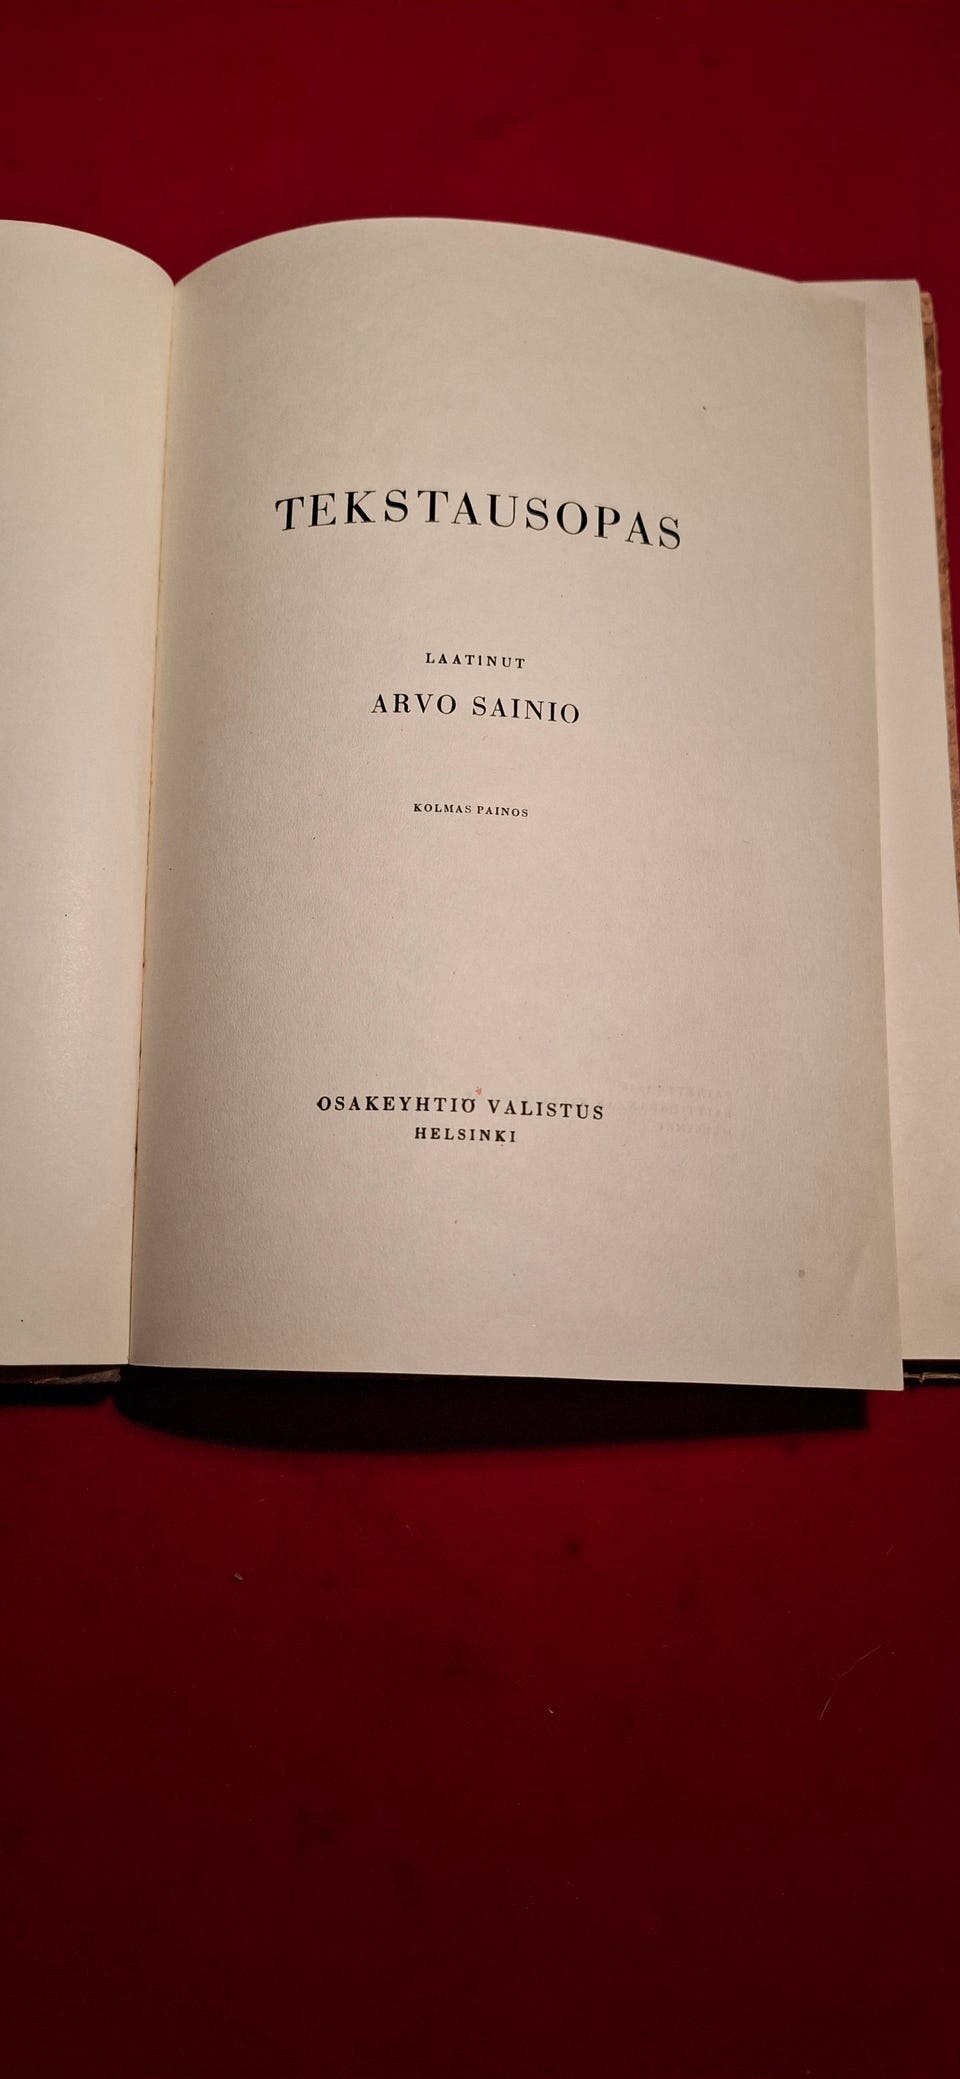 TEKSTAUSOPAS
LAATINUT
ARVO SAINIO
KOLMAS PAINOS
OSAKEYHTIÖ VALISTUS
HELSINKI